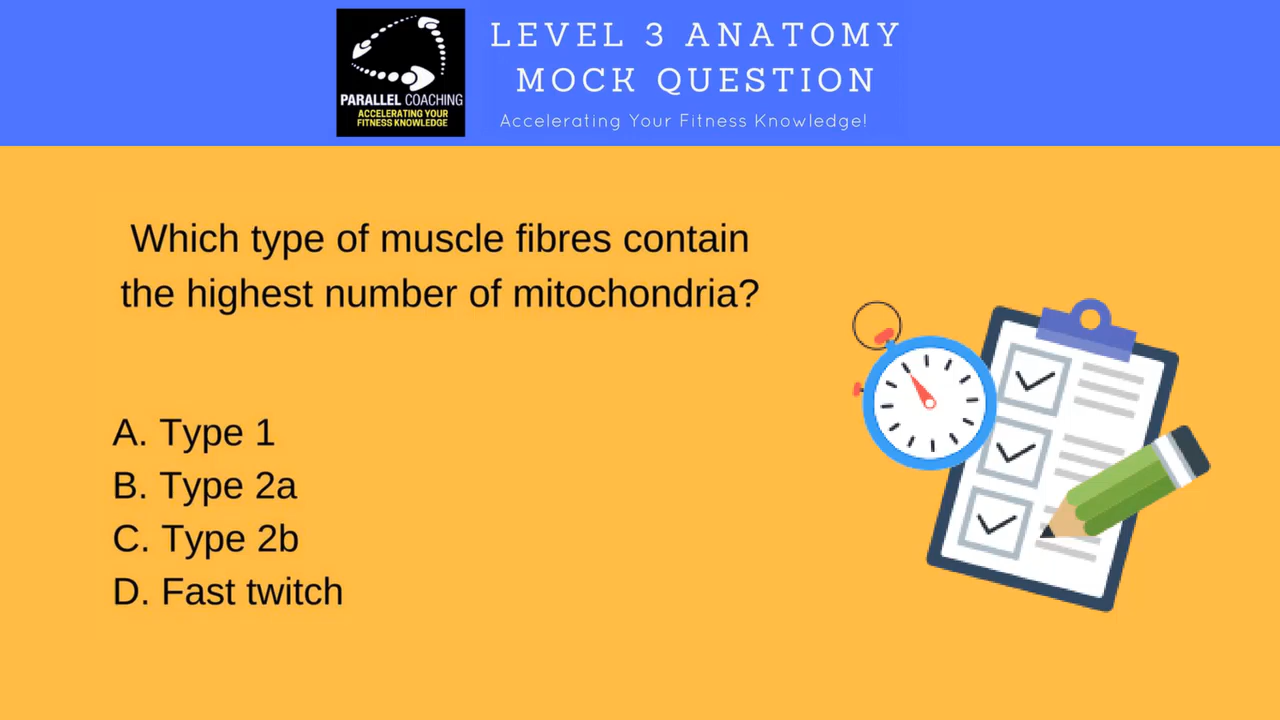 PARALLEL COACHING
ACCELERATING YOUR
FITNESS KNOWLEDGE
LEVEL 3 ANATOMY
MOCK QUESTION
Accelerating Your Fitness Knowledge!
Which type of muscle fibres contain
the highest number of mitochondria?
A. Type 1
B. Type 2a
C. Type 2b
D. Fast twitch